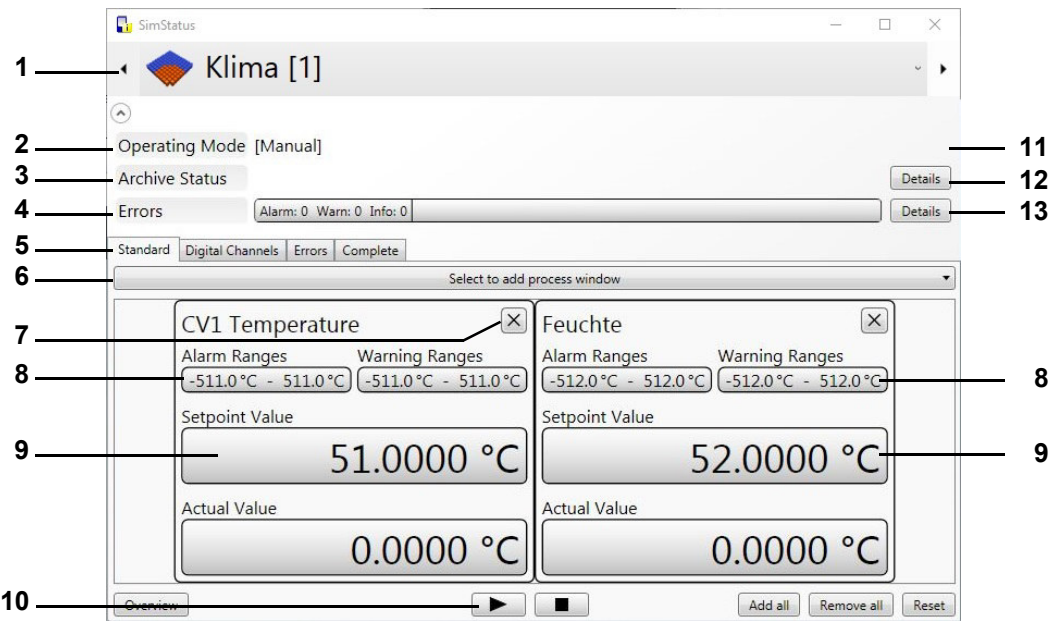 SimStatus
1 Klima [1]
2 Operating Mode [Manual] 11
3 Archive Status Details 12
4 Errors Alarm: 0 Warn: 0 Info: 0 Details 13
5 Standard Digital Channels Errors Complete
6 Select to add process window
7 CV1 Temperature Feuchte
Alarm Ranges Warning Ranges Alarm Ranges Warning Ranges
8 -511.0 °C - 511.0 °C -511.0 °C - 511.0 °C -512.0 °C - 512.0 °C -512.0 °C - 512.0 °C 8
Setpoint Value Setpoint Value
9 51.0000 °C 52.0000 °C 9
Actual Value Actual Value
0.0000 °C 0.0000 °C
10 Overview Add all Remove all Reset